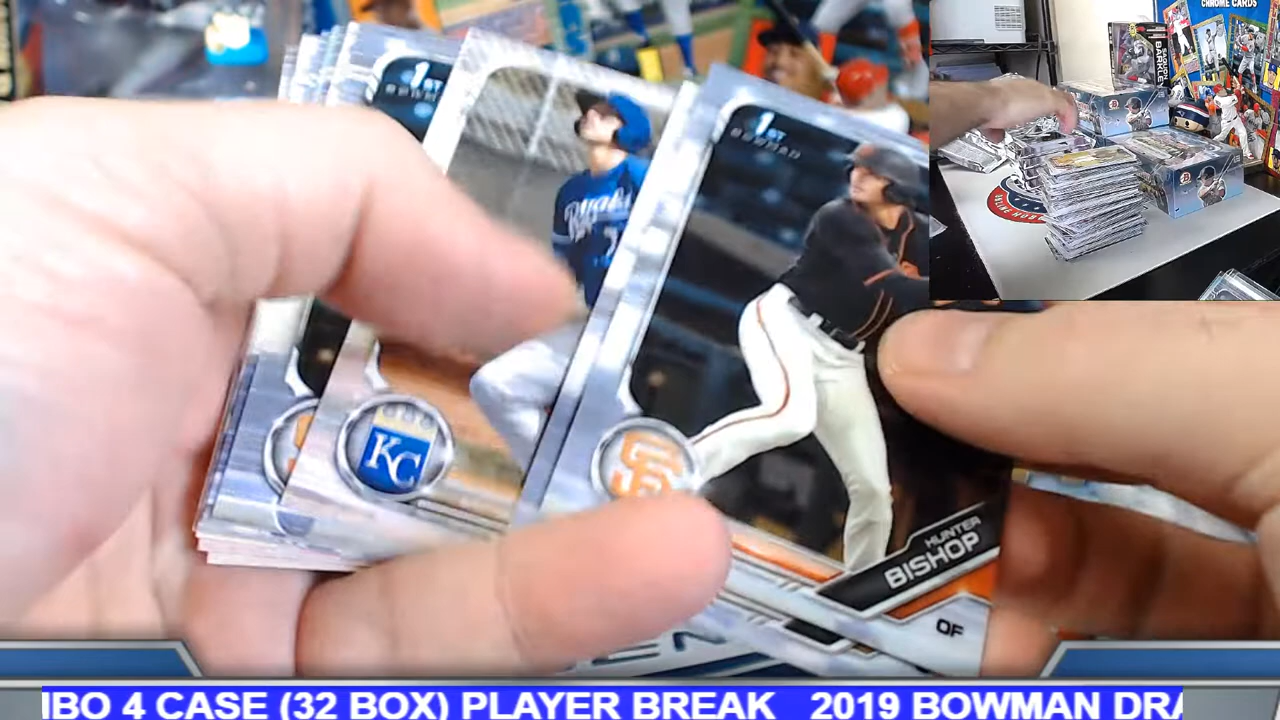 CHROME CARDS
1ST
BOWMAN
1ST
BOWMAN
Royals
KC
SF
HUNTER
BISHOP
OF
IBO 4 CASE (32 BOX) PLAYER BREAK 2019 BOWMAN DRA